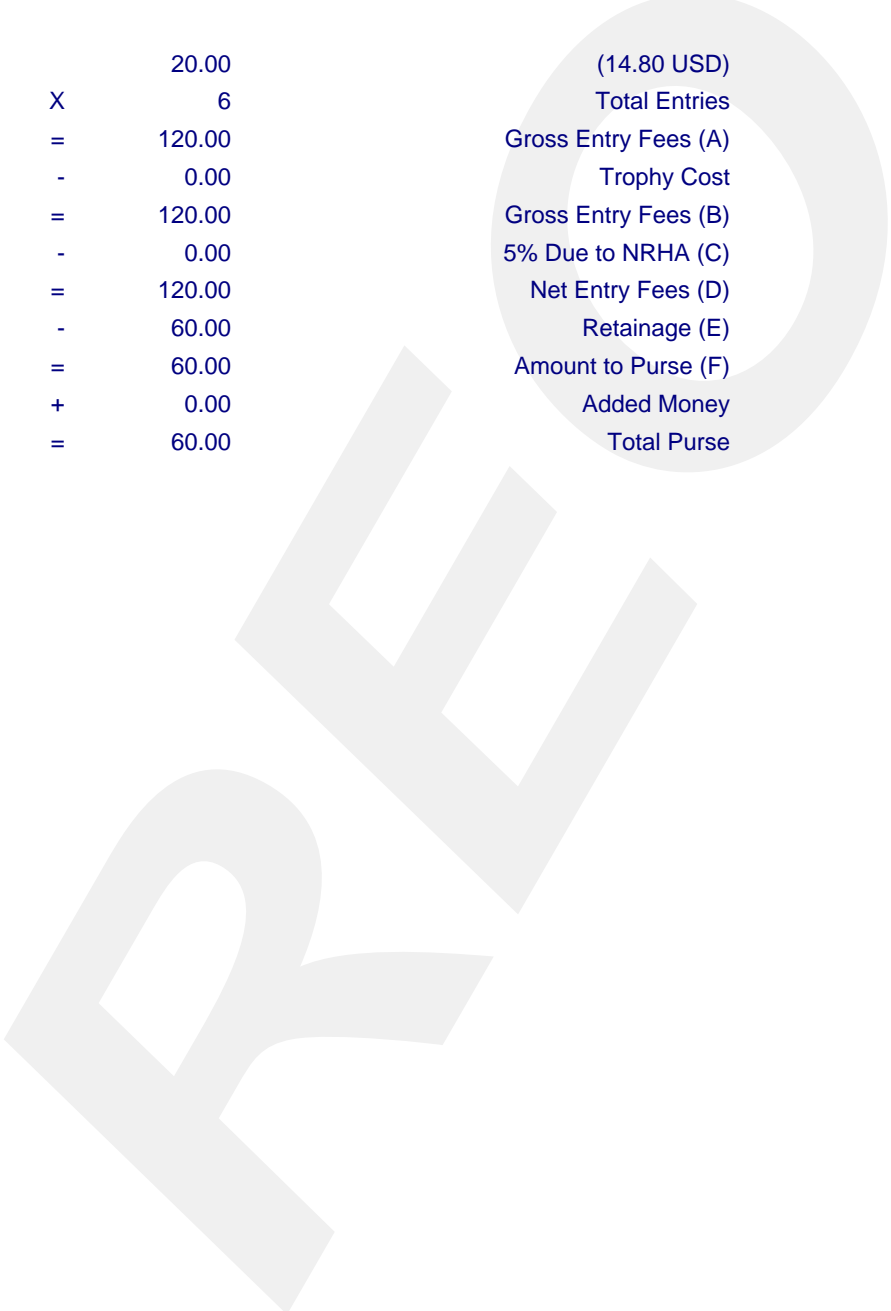 20.00 (14.80 USD)
X 6 Total Entries
= 120.00 Gross Entry Fees (A)
- 0.00 Trophy Cost
= 120.00 Gross Entry Fees (B)
- 0.00 5% Due to NRHA (C)
= 120.00 Net Entry Fees (D)
- 60.00 Retainage (E)
= 60.00 Amount to Purse (F)
+ 0.00 Added Money
= 60.00 Total Purse
REO